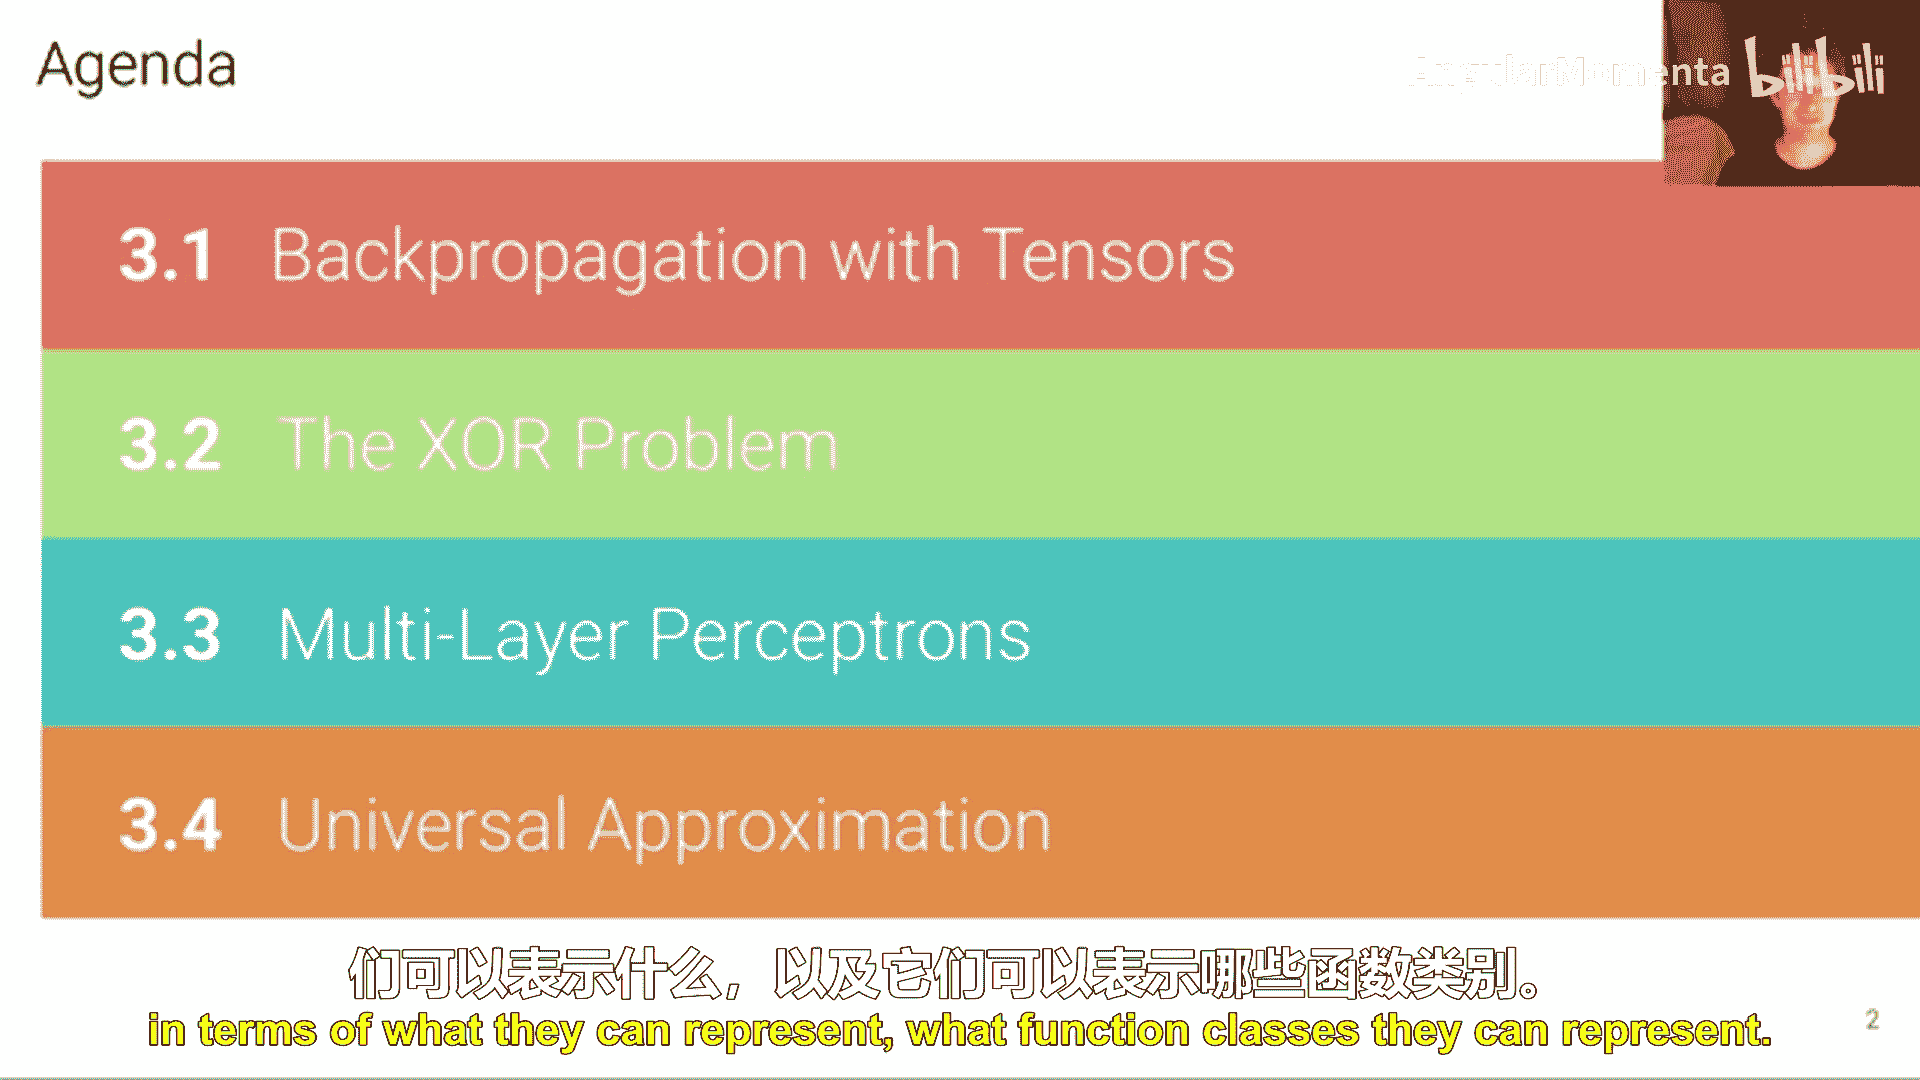 Agenda
AngularMomenta bilibili
3.1 Backpropagation with Tensors
3.2 The XOR Problem
3.3 Multi-Layer Perceptrons
3.4 Universal Approximation
们可以表示什么，以及它们可以表示哪些函数类别。
in terms of what they can represent, what function classes they can represent.
2